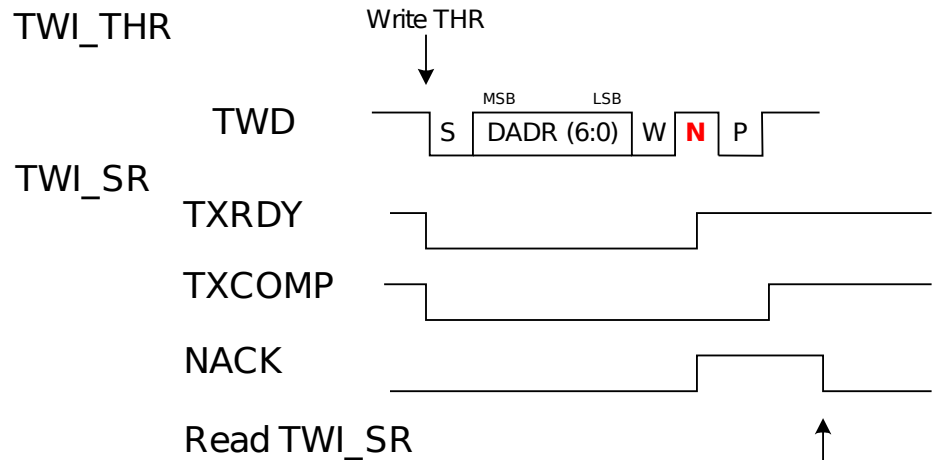 TWI_THR
Write THR
MSB LSB
TWD
S DADR (6:0) W N P
TWI_SR
TXRDY
TXCOMP
NACK
Read TWI_SR